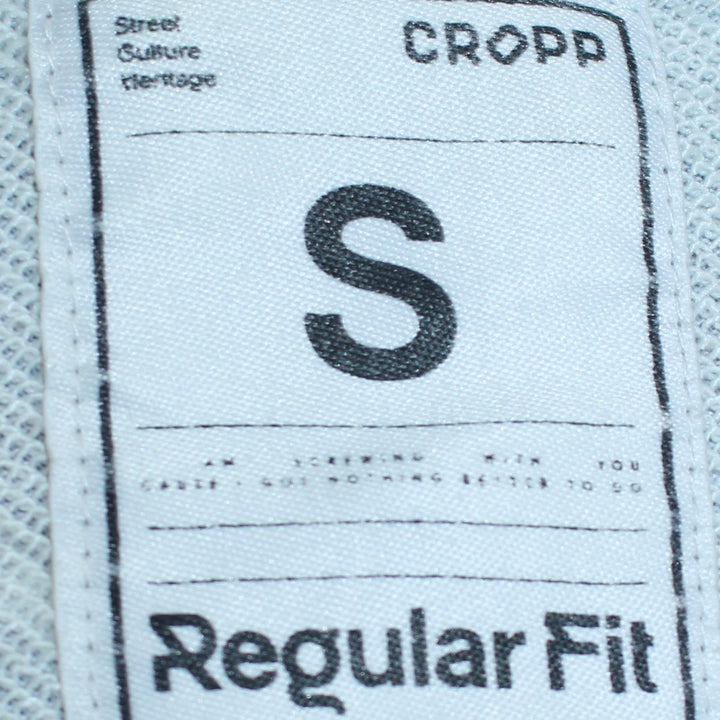 Street
Culture
Heritage
CROPP
S
AM SCREWING WITH YOU
CAUSE I GOT NOTHING BETTER TO DO
Regular Fit